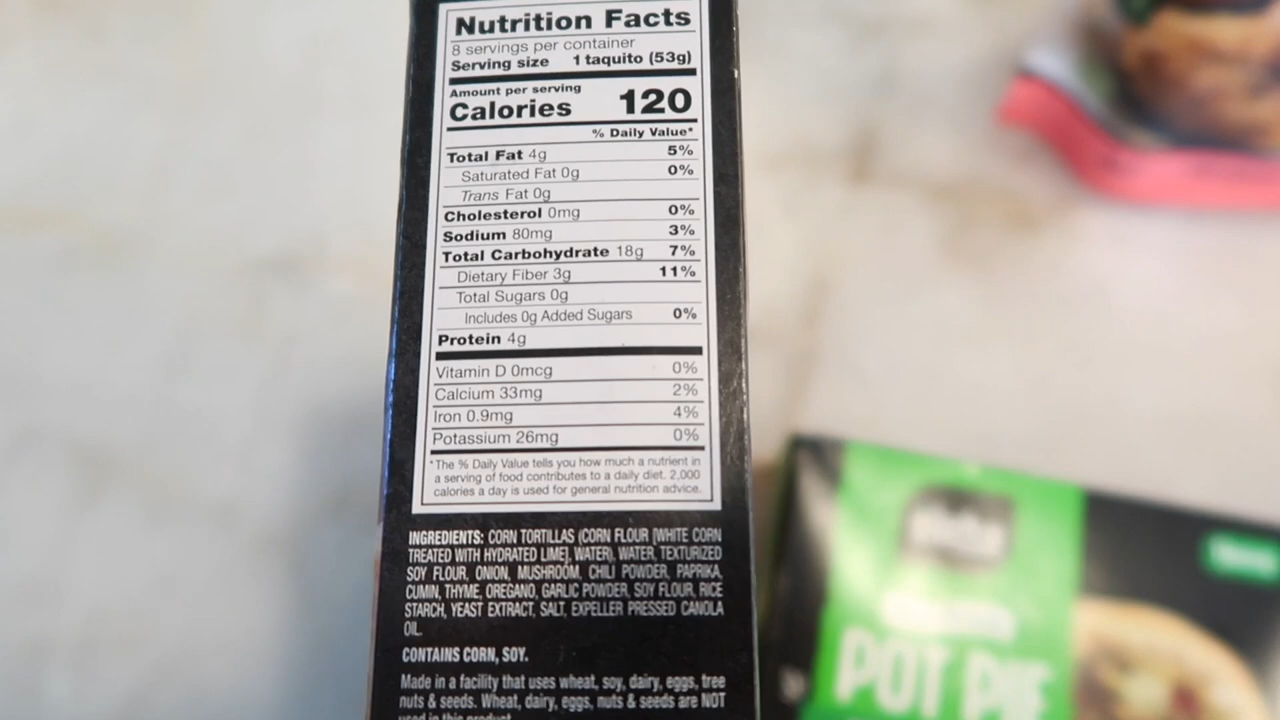 Nutrition Facts
8 servings per container
Serving size 1 taquito (53g)
Amount per serving
Calories 120
% Daily Value*
Total Fat 4g 5%
Saturated Fat 0g 0%
Trans Fat 0g
Cholesterol 0mg 0%
Sodium 80mg 3%
Total Carbohydrate 18g 7%
Dietary Fiber 3g 11%
Total Sugars 0g
Includes 0g Added Sugars 0%
Protein 4g
Vitamin D 0mcg 0%
Calcium 33mg 2%
Iron 0.9mg 4%
Potassium 26mg 0%
*The % Daily Value tells you how much a nutrient in
a serving of food contributes to a daily diet. 2,000
calories a day is used for general nutrition advice.
INGREDIENTS: CORN TORTILLAS (CORN FLOUR [WHITE CORN
TREATED WITH HYDRATED LIME], WATER), WATER, TEXTURIZED
SOY FLOUR, ONION, MUSHROOM, CHILI POWDER, PAPRIKA,
CUMIN, THYME, OREGANO, GARLIC POWDER, SOY FLOUR, RICE
STARCH, YEAST EXTRACT, SALT, EXPELLER PRESSED CANOLA
OIL.
CONTAINS CORN, SOY.
Made in a facility that uses wheat, soy, dairy, eggs, tree
nuts & seeds. Wheat, dairy, eggs, nuts & seeds are NOT
used in this product.
POT PIE